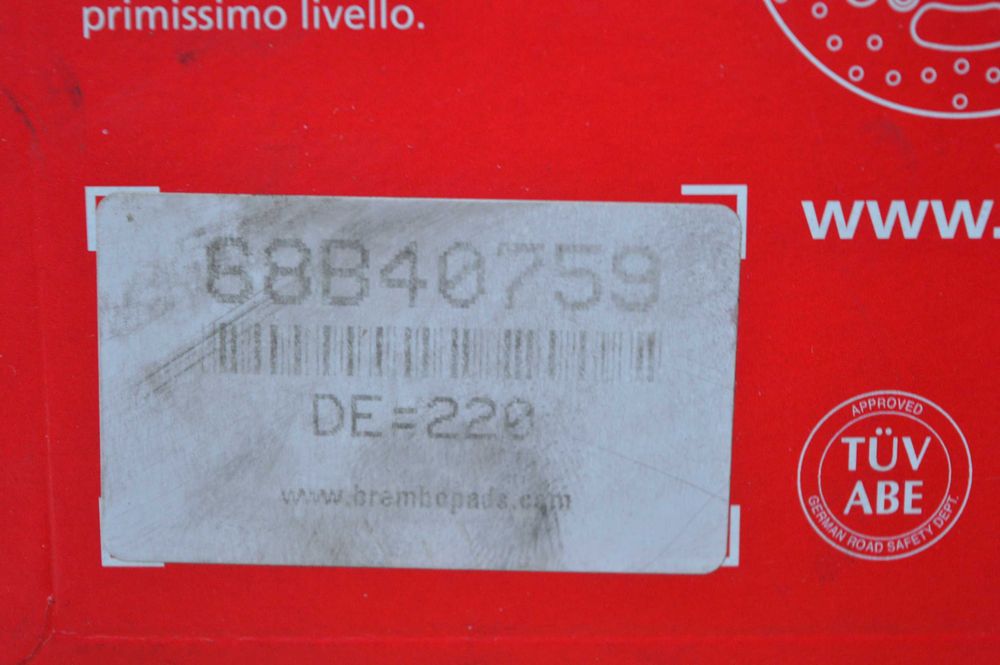 primissimo livello.
www.
68B40759
DE=220
www.brembopads.com
APPROVED
TÜV
ABE
GERMAN ROAD SAFETY DEPT.